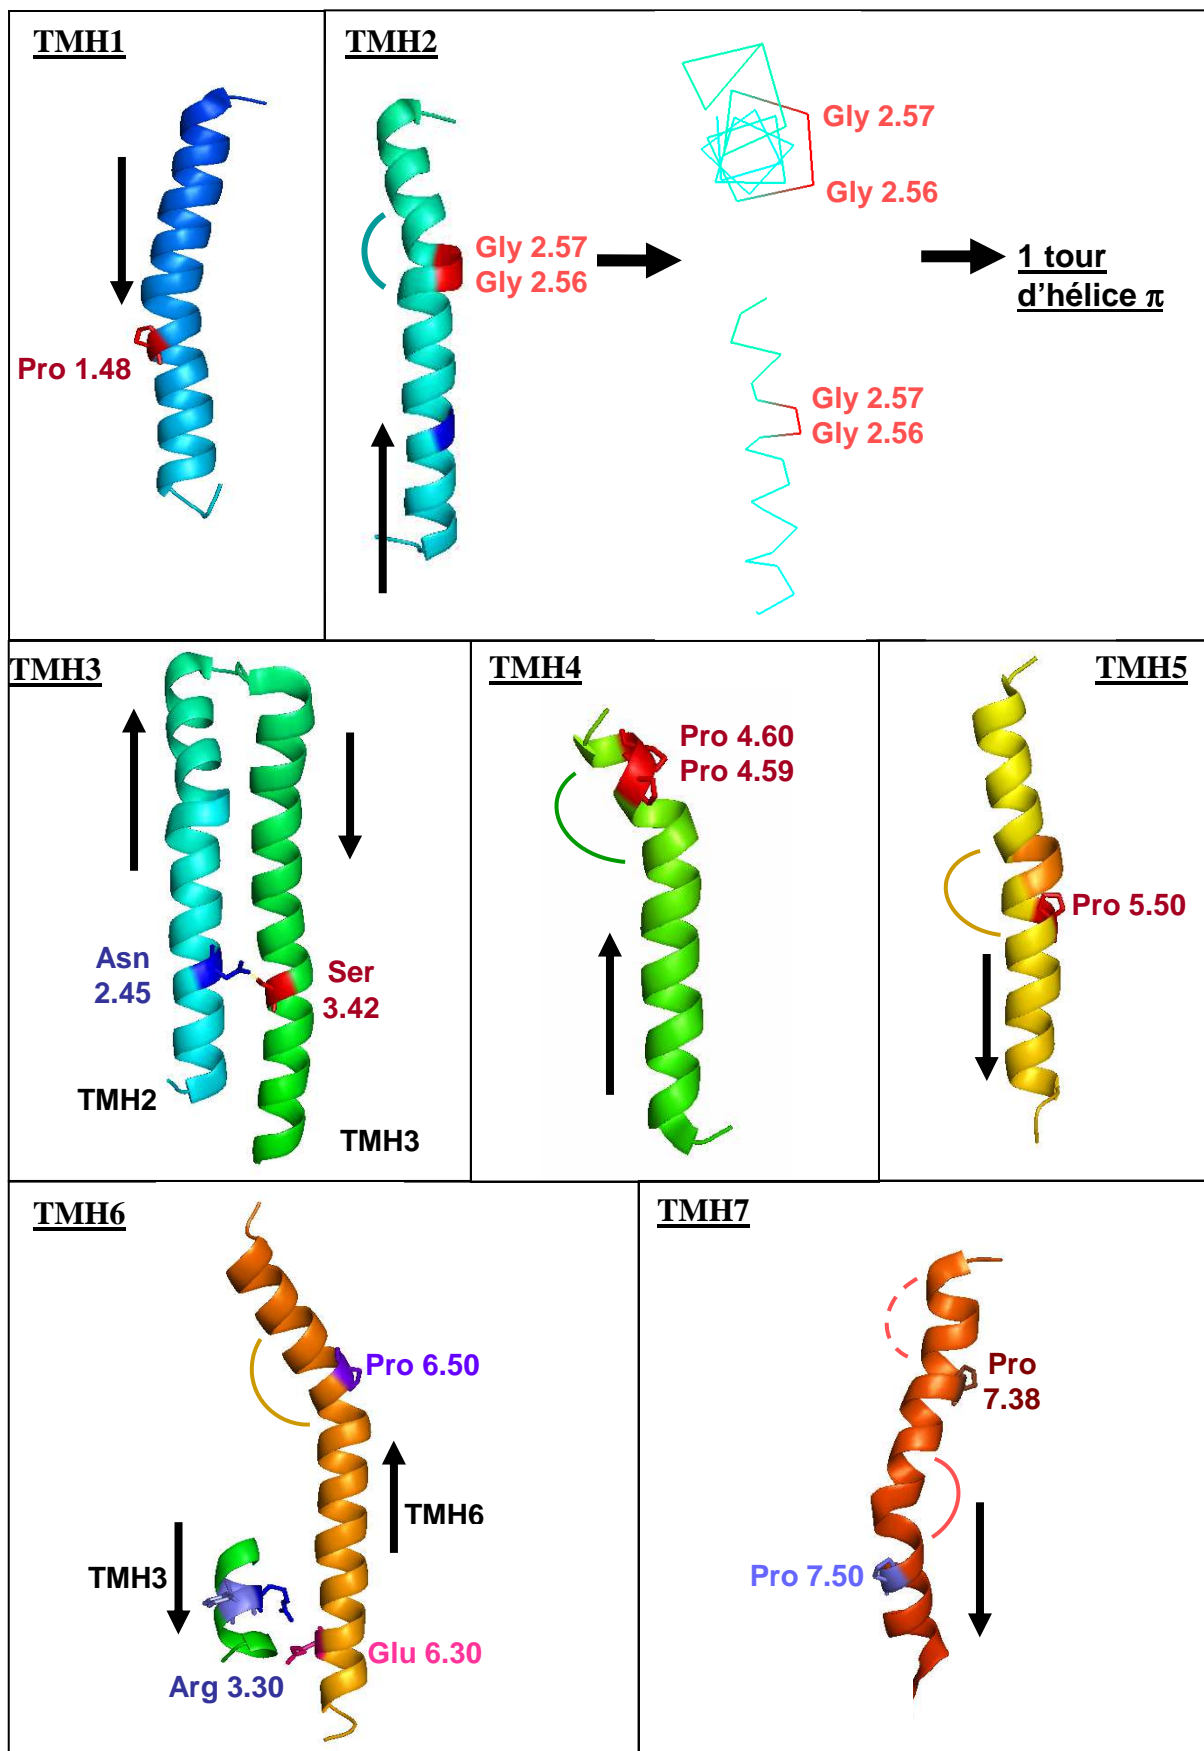 TMH1
Pro 1.48
TMH2
Gly 2.57
Gly 2.56
Gly 2.57
Gly 2.56
Gly 2.57
Gly 2.56
1 tour
d'hélice π
TMH3
Asn
2.45
Ser
3.42
TMH2
TMH3
TMH4
Pro 4.60
Pro 4.59
TMH5
Pro 5.50
TMH6
Pro 6.50
TMH6
TMH3
Glu 6.30
Arg 3.30
TMH7
Pro
7.38
Pro 7.50